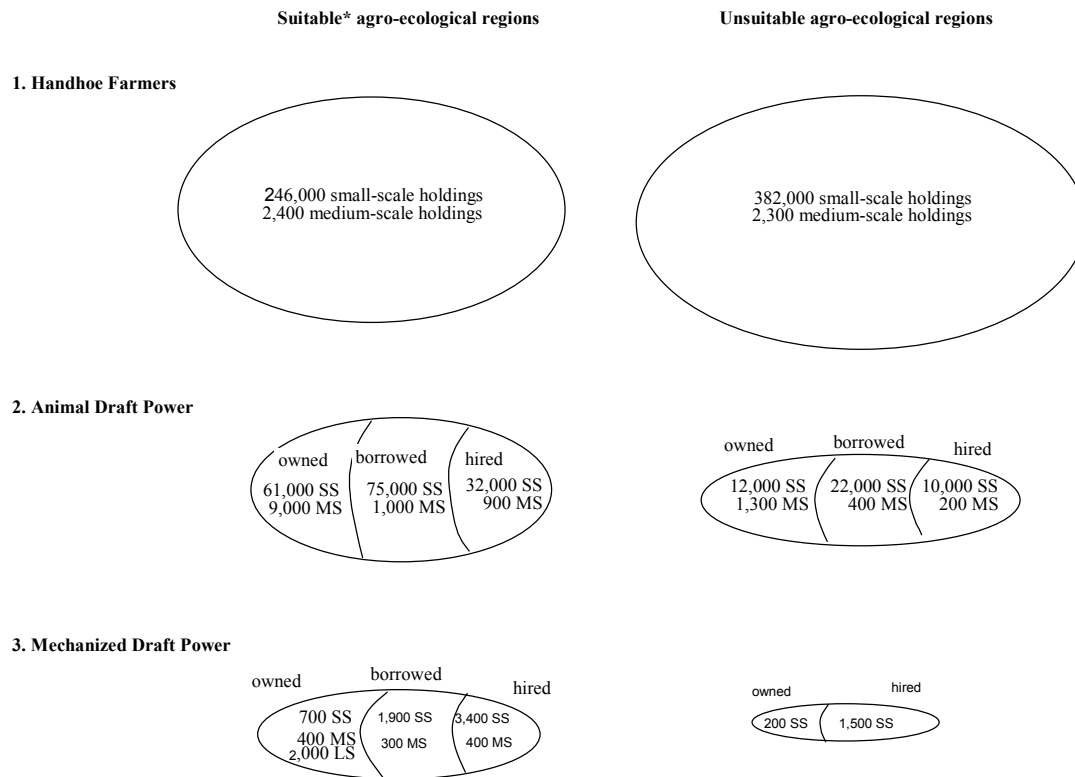 Suitable* agro-ecological regions
Unsuitable agro-ecological regions
1. Handhoe Farmers
246,000 small-scale holdings
2,400 medium-scale holdings
382,000 small-scale holdings
2,300 medium-scale holdings
2. Animal Draft Power
owned
borrowed
hired
61,000 SS
9,000 MS
75,000 SS
1,000 MS
32,000 SS
900 MS
owned
borrowed
hired
12,000 SS
1,300 MS
22,000 SS
400 MS
10,000 SS
200 MS
3. Mechanized Draft Power
owned
borrowed
hired
700 SS
400 MS
2,000 LS
1,900 SS
300 MS
3,400 SS
400 MS
owned
hired
200 SS
1,500 SS